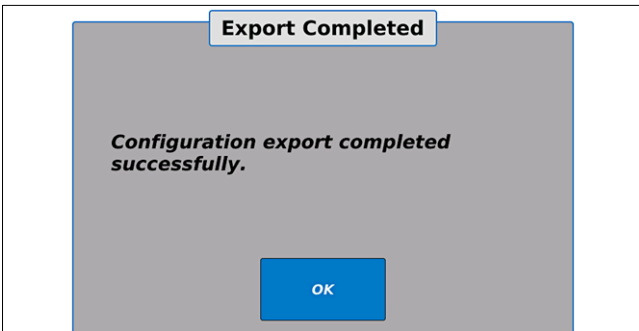 Export Completed
Configuration export completed
successfully.
OK